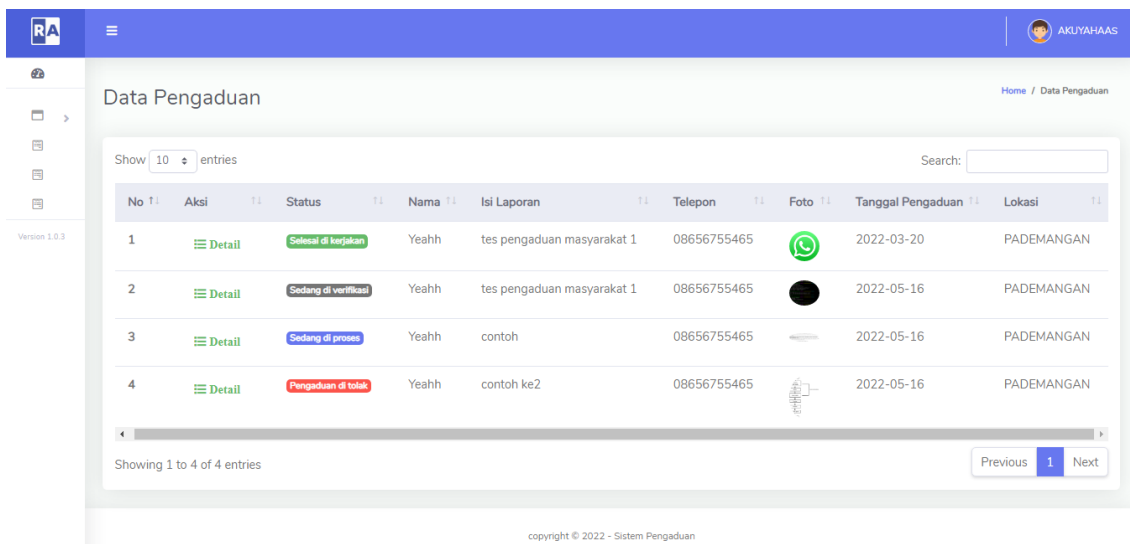 RA
AKUYAHAAS
Data Pengaduan
Home / Data Pengaduan
Show 10 entries
Search:
No Aksi Status Nama Isi Laporan Telepon Foto Tanggal Pengaduan Lokasi
1 Detail Selesai di kerjakan Yeahh tes pengaduan masyarakat 1 08656755465 2022-03-20 PADEMANGAN
2 Detail Sedang di verifikasi Yeahh tes pengaduan masyarakat 1 08656755465 2022-05-16 PADEMANGAN
3 Detail Sedang di proses Yeahh contoh 08656755465 2022-05-16 PADEMANGAN
4 Detail Pengaduan di tolak Yeahh contoh ke2 08656755465 2022-05-16 PADEMANGAN
Version 1.0.3
Showing 1 to 4 of 4 entries
Previous 1 Next
copyright © 2022 - Sistem Pengaduan